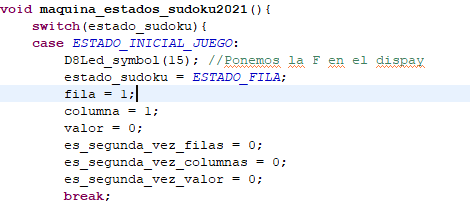 void maquina_estados_sudoku2021(){
    switch(estado_sudoku){
    case ESTADO_INICIAL_JUEGO:
        D8Led_symbol(15); //Ponemos la F en el dispay
        estado_sudoku = ESTADO_FILA;
        fila = 1;
        columna = 1;
        valor = 0;
        es_segunda_vez_filas = 0;
        es_segunda_vez_columnas = 0;
        es_segunda_vez_valor = 0;
        break;